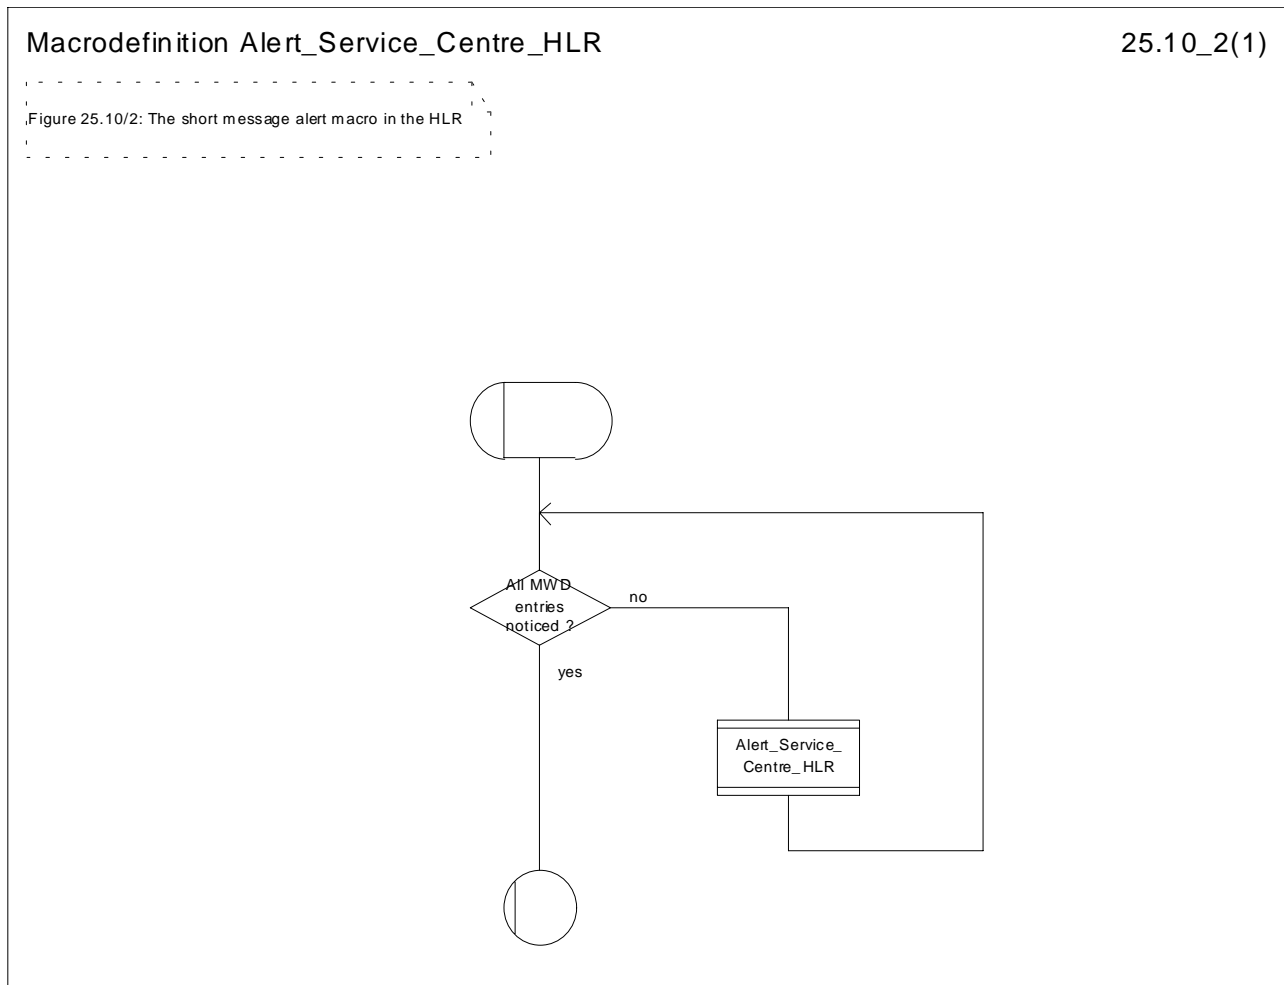 Macrodefinition Alert_Service_Centre_HLR
25.10_2(1)
Figure 25.10/2: The short message alert macro in the HLR
All MWD
entries
noticed ?
no
yes
Alert_Service_
Centre_HLR